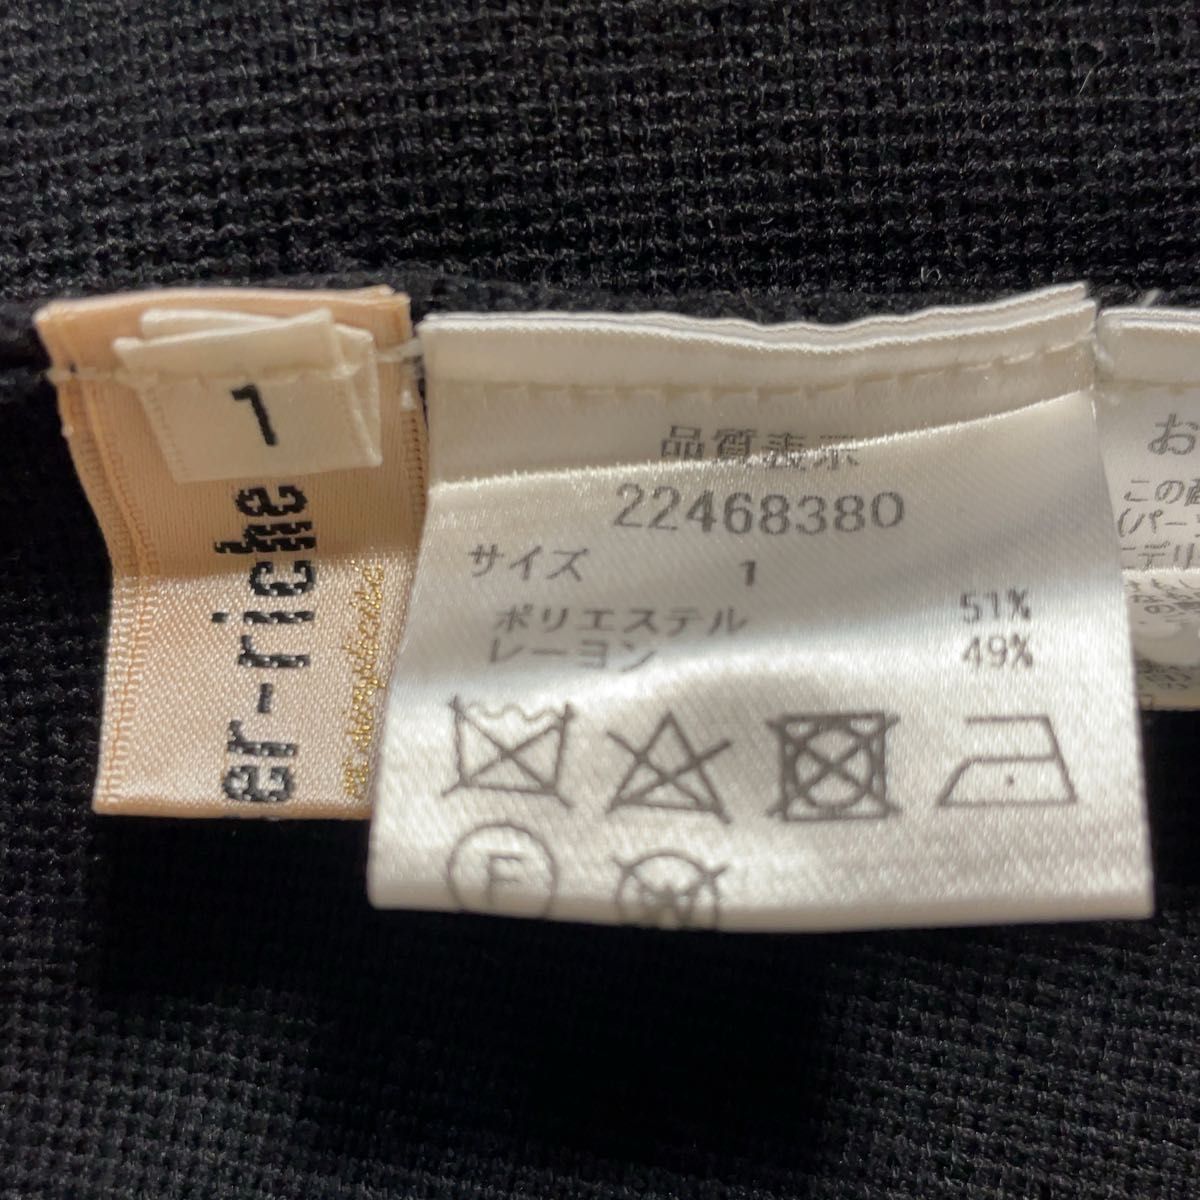 1
er-riche
品質表示
22468380
サイズ 1
ポリエステル 51%
レーヨン 49%
F
W
お
この商
(パー
デリ